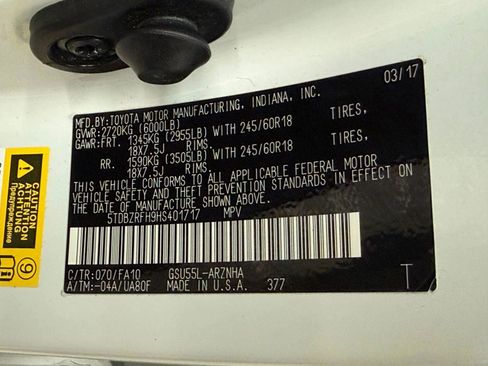 03/17
MFD.BY:TOYOTA MOTOR MANUFACTURING, INDIANA, INC.
GVWR:2720KG (6000LB)
GAWR:FRT. 1345KG (2955LB) WITH 245/60R18 TIRES,
18X7.5J RIMS.
RR. 1590KG (3505LB) WITH 245/60R18 TIRES,
18X7.5J RIMS.
THIS VEHICLE CONFORMS TO ALL APPLICABLE FEDERAL MOTOR
VEHICLE SAFETY AND THEFT PREVENTION STANDARDS IN EFFECT ON
THE DATE OF MANUFACTURE SHOWN ABOVE.
5TDBZRFH9HS401717 MPV
C/TR:070/FA10 GSU55L-ARZNHA
A/TM:-04A/UA80F MADE IN U.S.A. 377 T
ATTENTION
ACHTUNG
Предупреждение
9